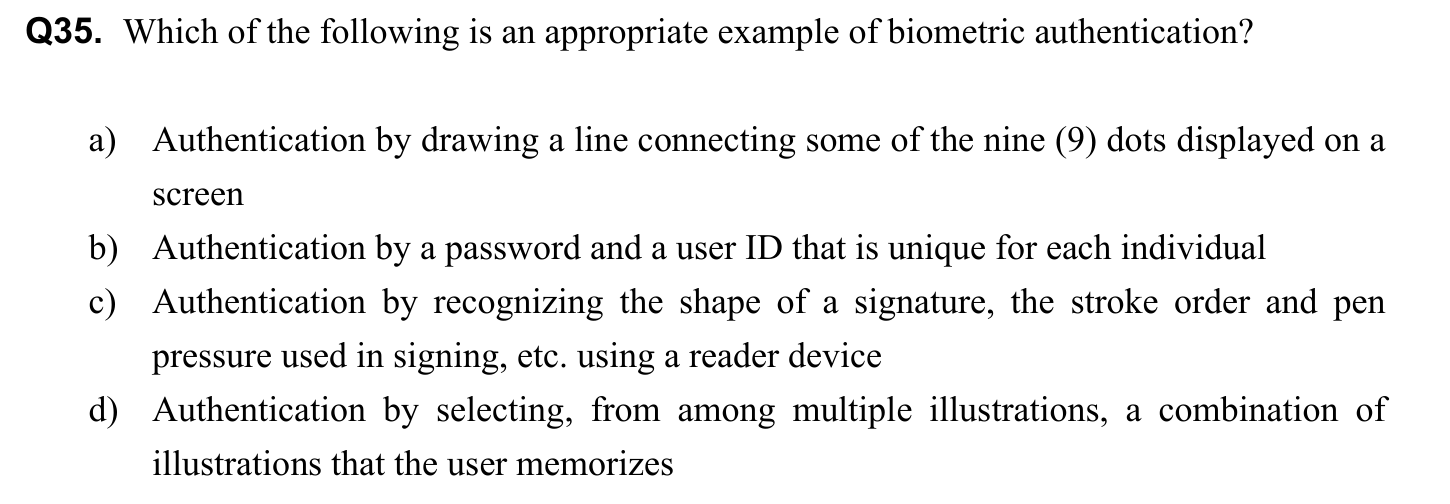 Q35. Which of the following is an appropriate example of biometric authentication?
a) Authentication by drawing a line connecting some of the nine (9) dots displayed on a
screen
b) Authentication by a password and a user ID that is unique for each individual
c) Authentication by recognizing the shape of a signature, the stroke order and pen
pressure used in signing, etc. using a reader device
d) Authentication by selecting, from among multiple illustrations, a combination of
illustrations that the user memorizes